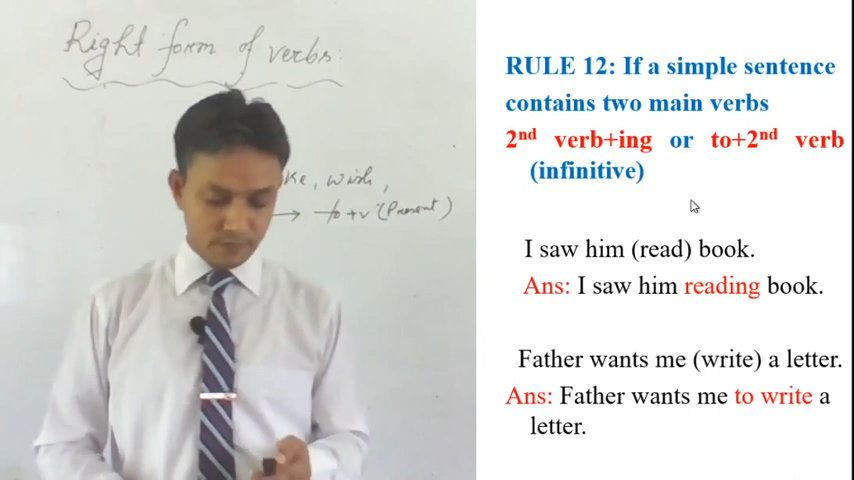 Right form of verbs
ke, wish,
→ to + v (Present)
RULE 12: If a simple sentence
contains two main verbs
2nd verb+ing or to+2nd verb
(infinitive)
I saw him (read) book.
Ans: I saw him reading book.
Father wants me (write) a letter.
Ans: Father wants me to write a
letter.